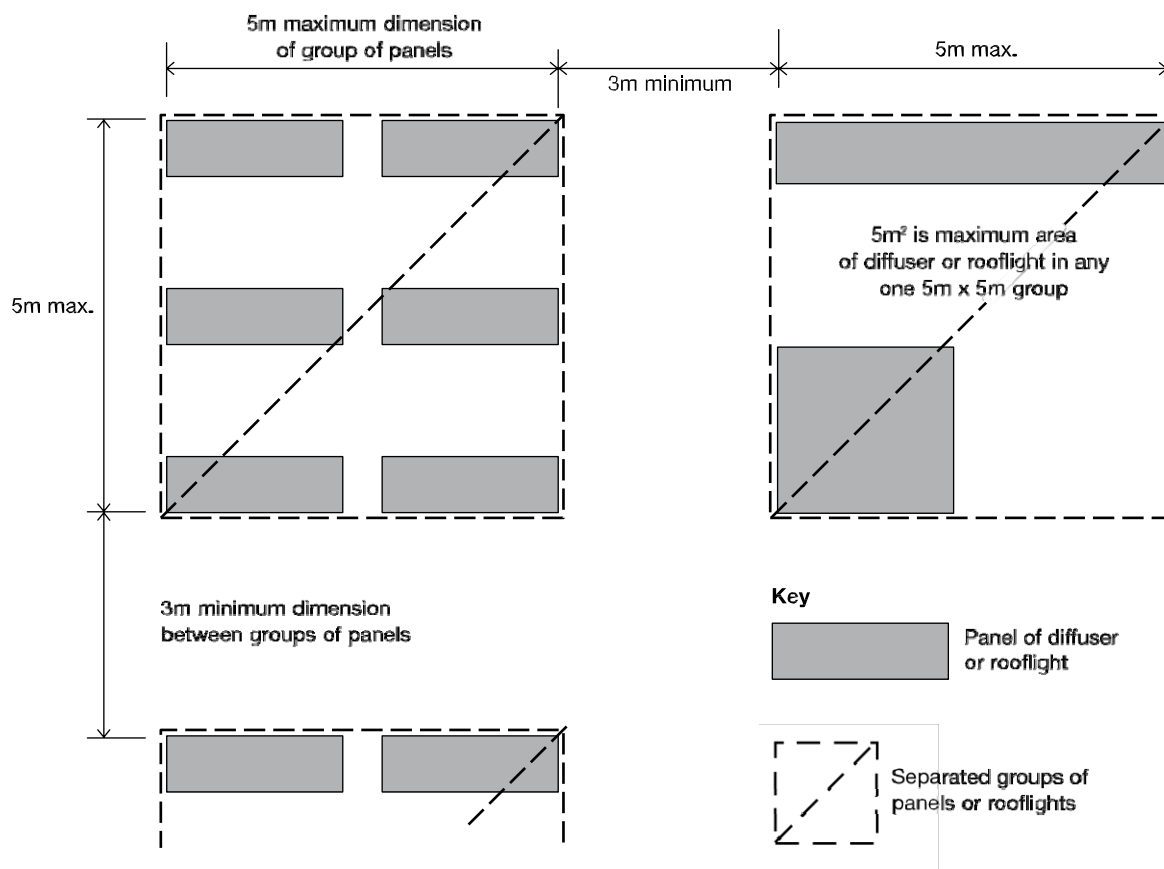 5m maximum dimension
of group of panels
5m max.
3m minimum
5m² is maximum area
of diffuser or rooflight in any
one 5m x 5m group
5m max.
3m minimum dimension
between groups of panels
Key
Panel of diffuser
or rooflight
Separated groups of
panels or rooflights